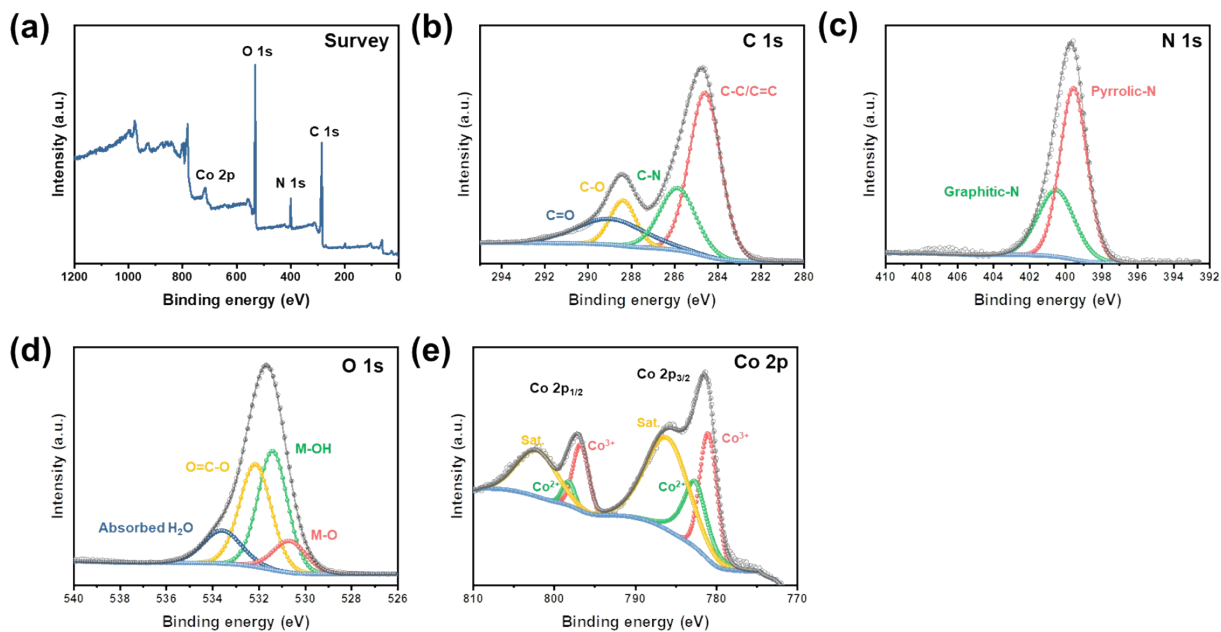 (a)
Survey
O 1s
C 1s
Co 2p
N 1s
Intensity (a.u.)
1200 1000 800 600 400 200 0
Binding energy (eV)
(b)
C 1s
C-C/C=C
C-N
C-O
C=O
Intensity (a.u.)
294 292 290 288 286 284 282 280
Binding energy (eV)
(c)
N 1s
Pyrrolic-N
Graphitic-N
Intensity (a.u.)
410 408 406 404 402 400 398 396 394 392
Binding energy (eV)
(d)
O 1s
M-OH
O=C-O
Absorbed H₂O
M-O
Intensity (a.u.)
540 538 536 534 532 530 528 526
Binding energy (eV)
(e)
Co 2p
Co 2p₃/₂
Co 2p₁/₂
Sat.
Sat.
Co³⁺
Co³⁺
Co²⁺
Co²⁺
Intensity (a.u.)
810 800 790 780 770
Binding energy (eV)